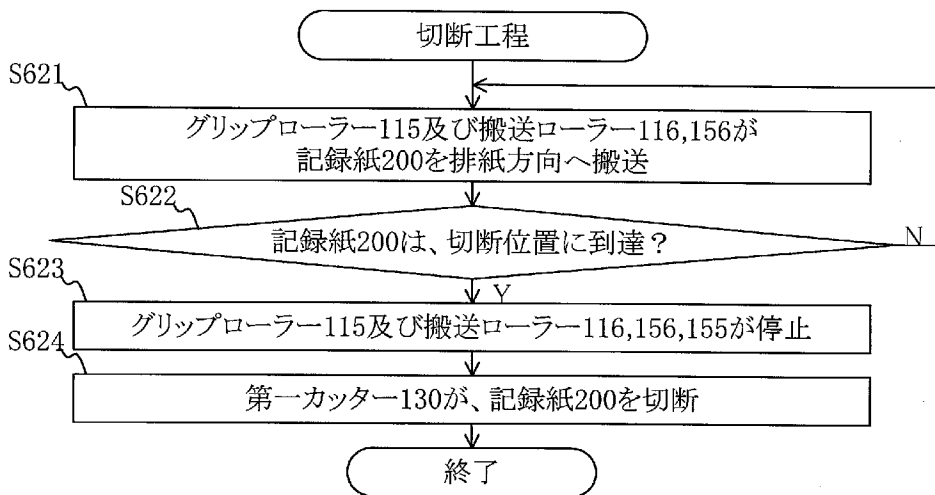 切断工程
S621
グリップローラー115及び搬送ローラー116,156が
記録紙200を排紙方向へ搬送
S622
記録紙200は、切断位置に到達?
N
S623
Y
グリップローラー115及び搬送ローラー116,156,155が停止
S624
第一カッター130が、記録紙200を切断
終了